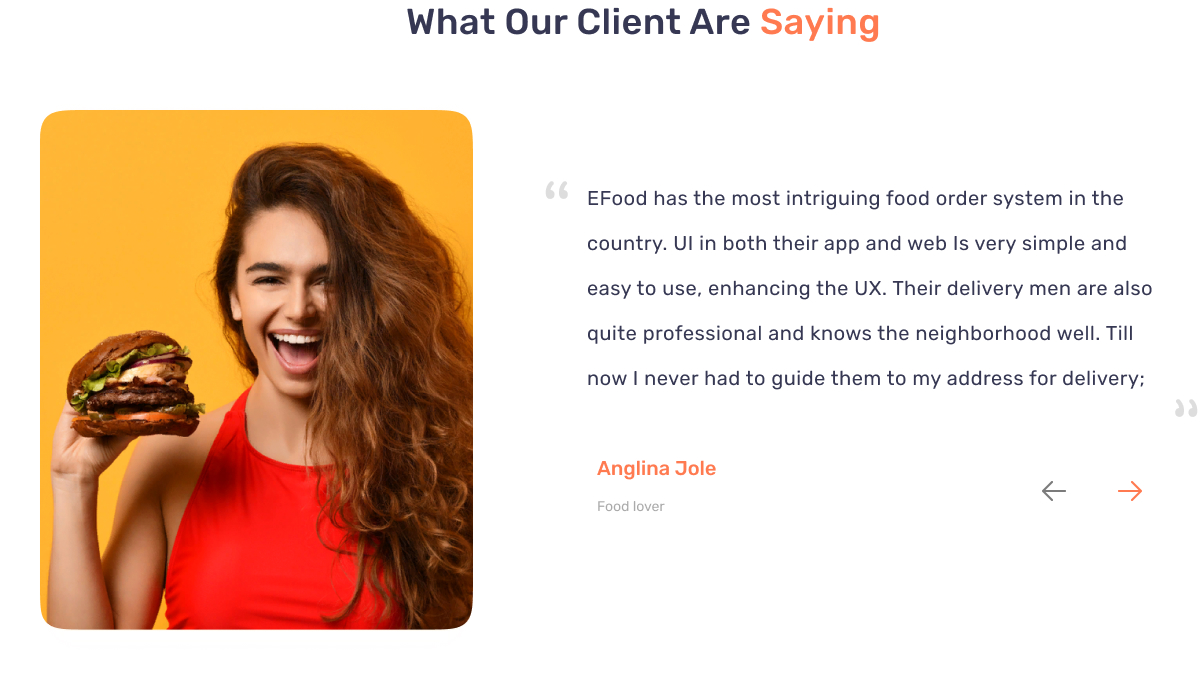 What Our Client Are Saying
“
EFood has the most intriguing food order system in the
country. UI in both their app and web Is very simple and
easy to use, enhancing the UX. Their delivery men are also
quite professional and knows the neighborhood well. Till
now I never had to guide them to my address for delivery;
”
Anglina Jole
Food lover